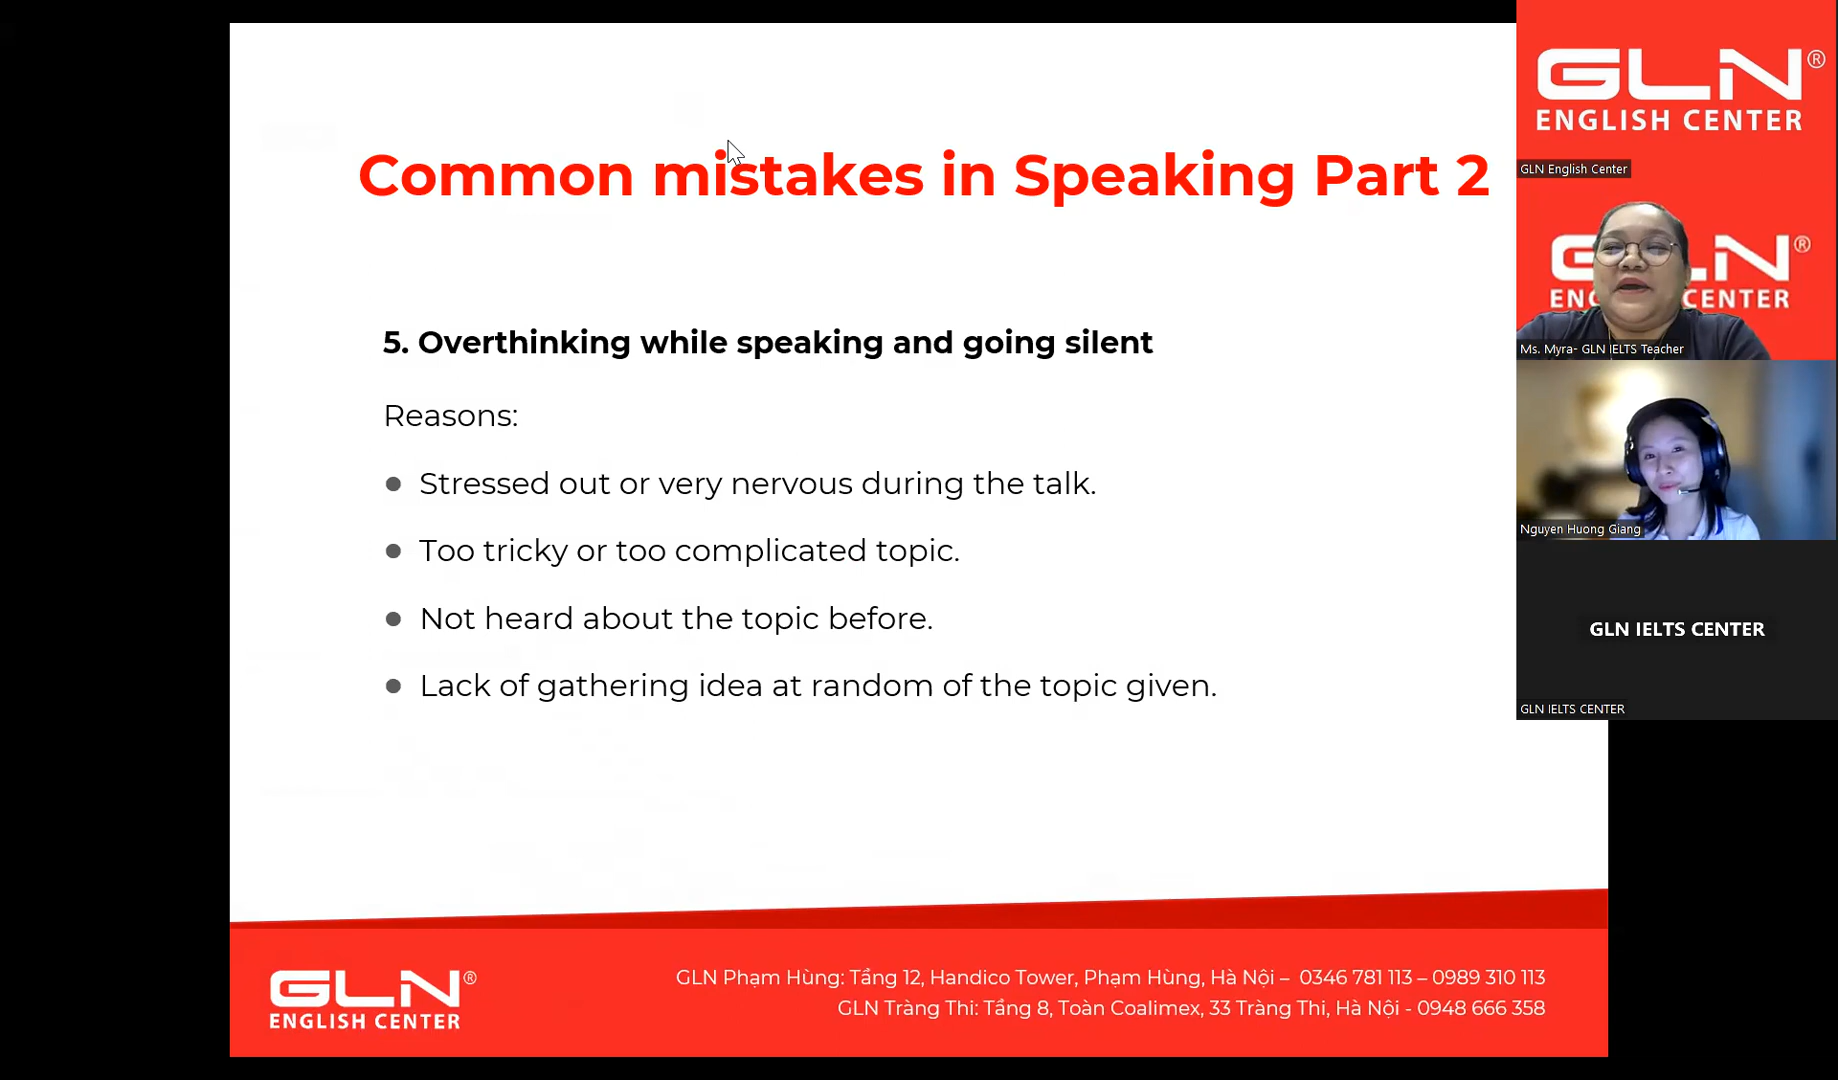 Common mistakes in Speaking Part 2
5. Overthinking while speaking and going silent
Reasons:
● Stressed out or very nervous during the talk.
● Too tricky or too complicated topic.
● Not heard about the topic before.
● Lack of gathering idea at random of the topic given.
GLN®
ENGLISH CENTER
GLN Phạm Hùng: Tầng 12, Handico Tower, Phạm Hùng, Hà Nội – 0346 781 113 – 0989 310 113
GLN Tràng Thi: Tầng 8, Toàn Coalimex, 33 Tràng Thi, Hà Nội - 0948 666 358
GLN®
ENGLISH CENTER
GLN English Center
GLN®
ENGLISH CENTER
Ms. Myra- GLN IELTS Teacher
Nguyen Huong Giang
GLN IELTS CENTER
GLN IELTS CENTER